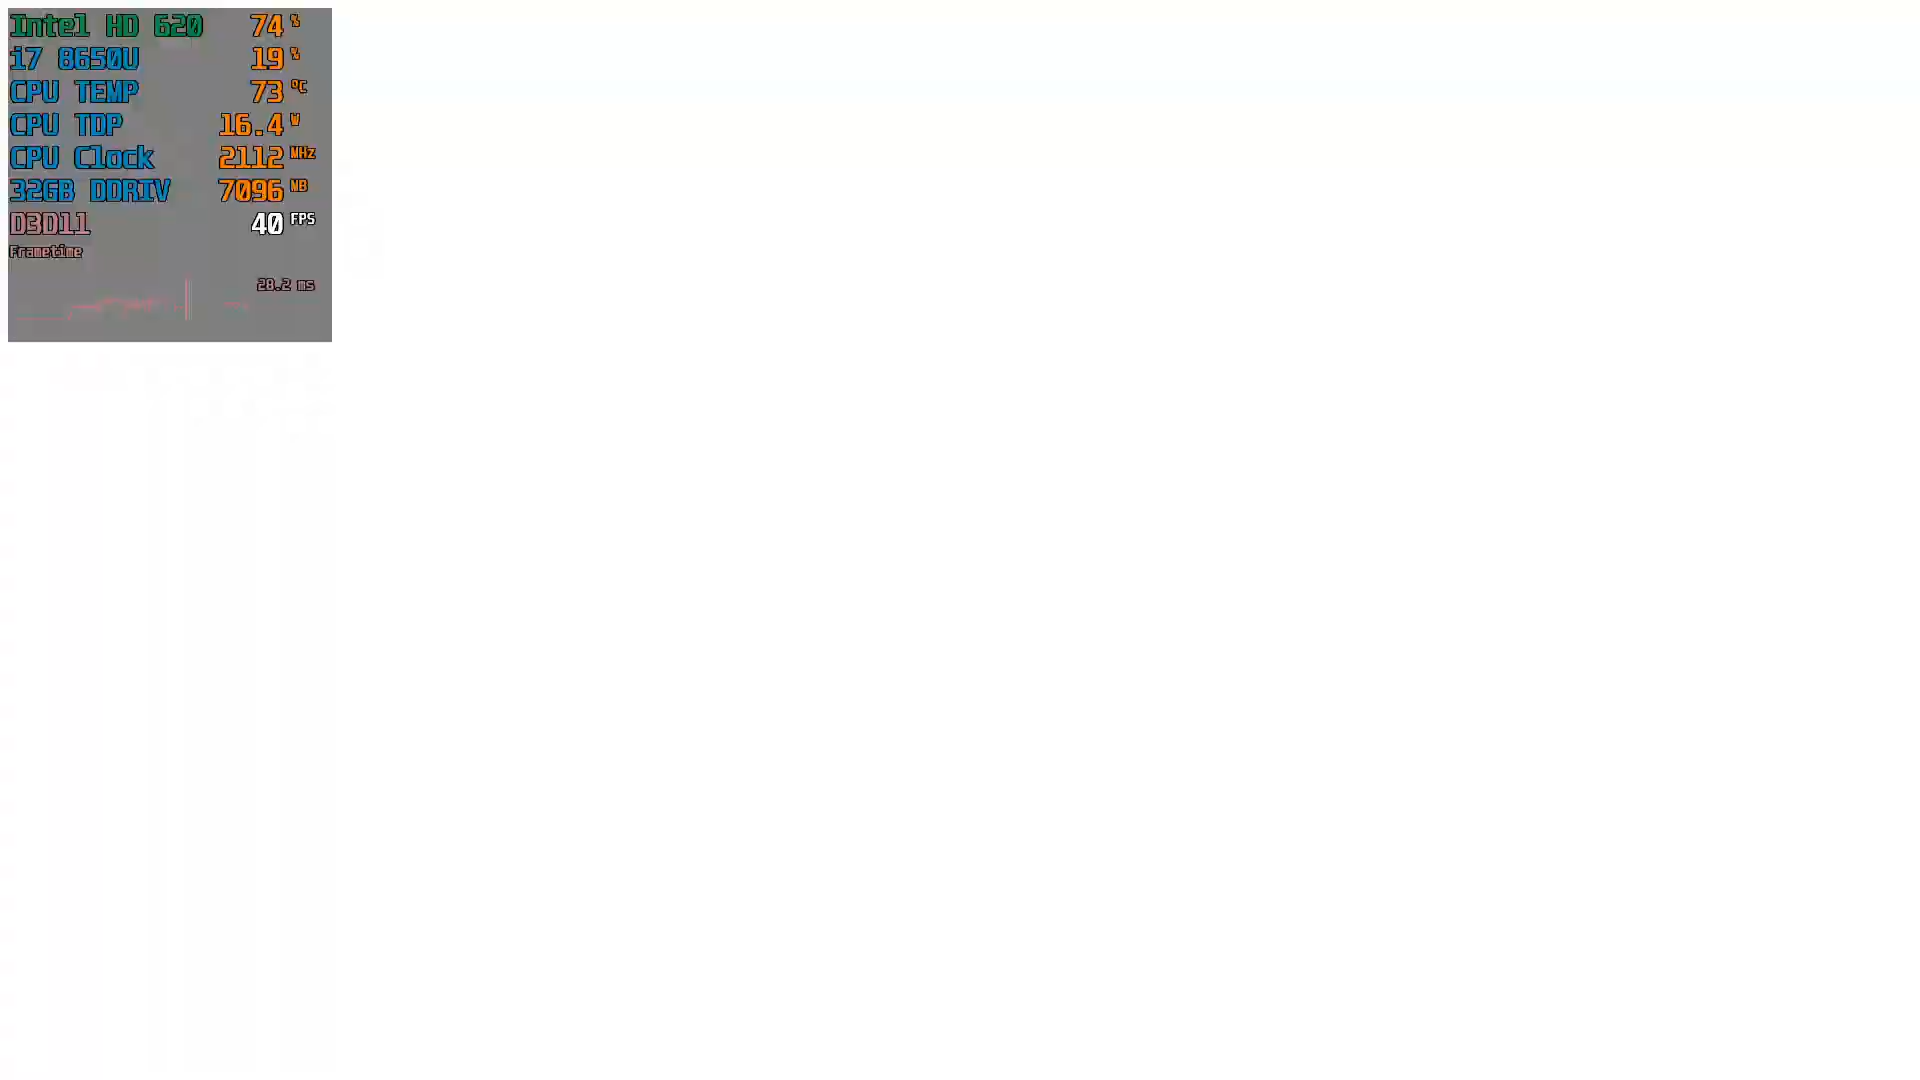 Intel HD 620 74 %
i7 8650U 19 %
CPU TEMP 73 °C
CPU TDP 16.4 W
CPU Clock 2112 MHz
32GB DDRIV 7096 MB
D3D11 40 FPS
Frametime
28.2 ms